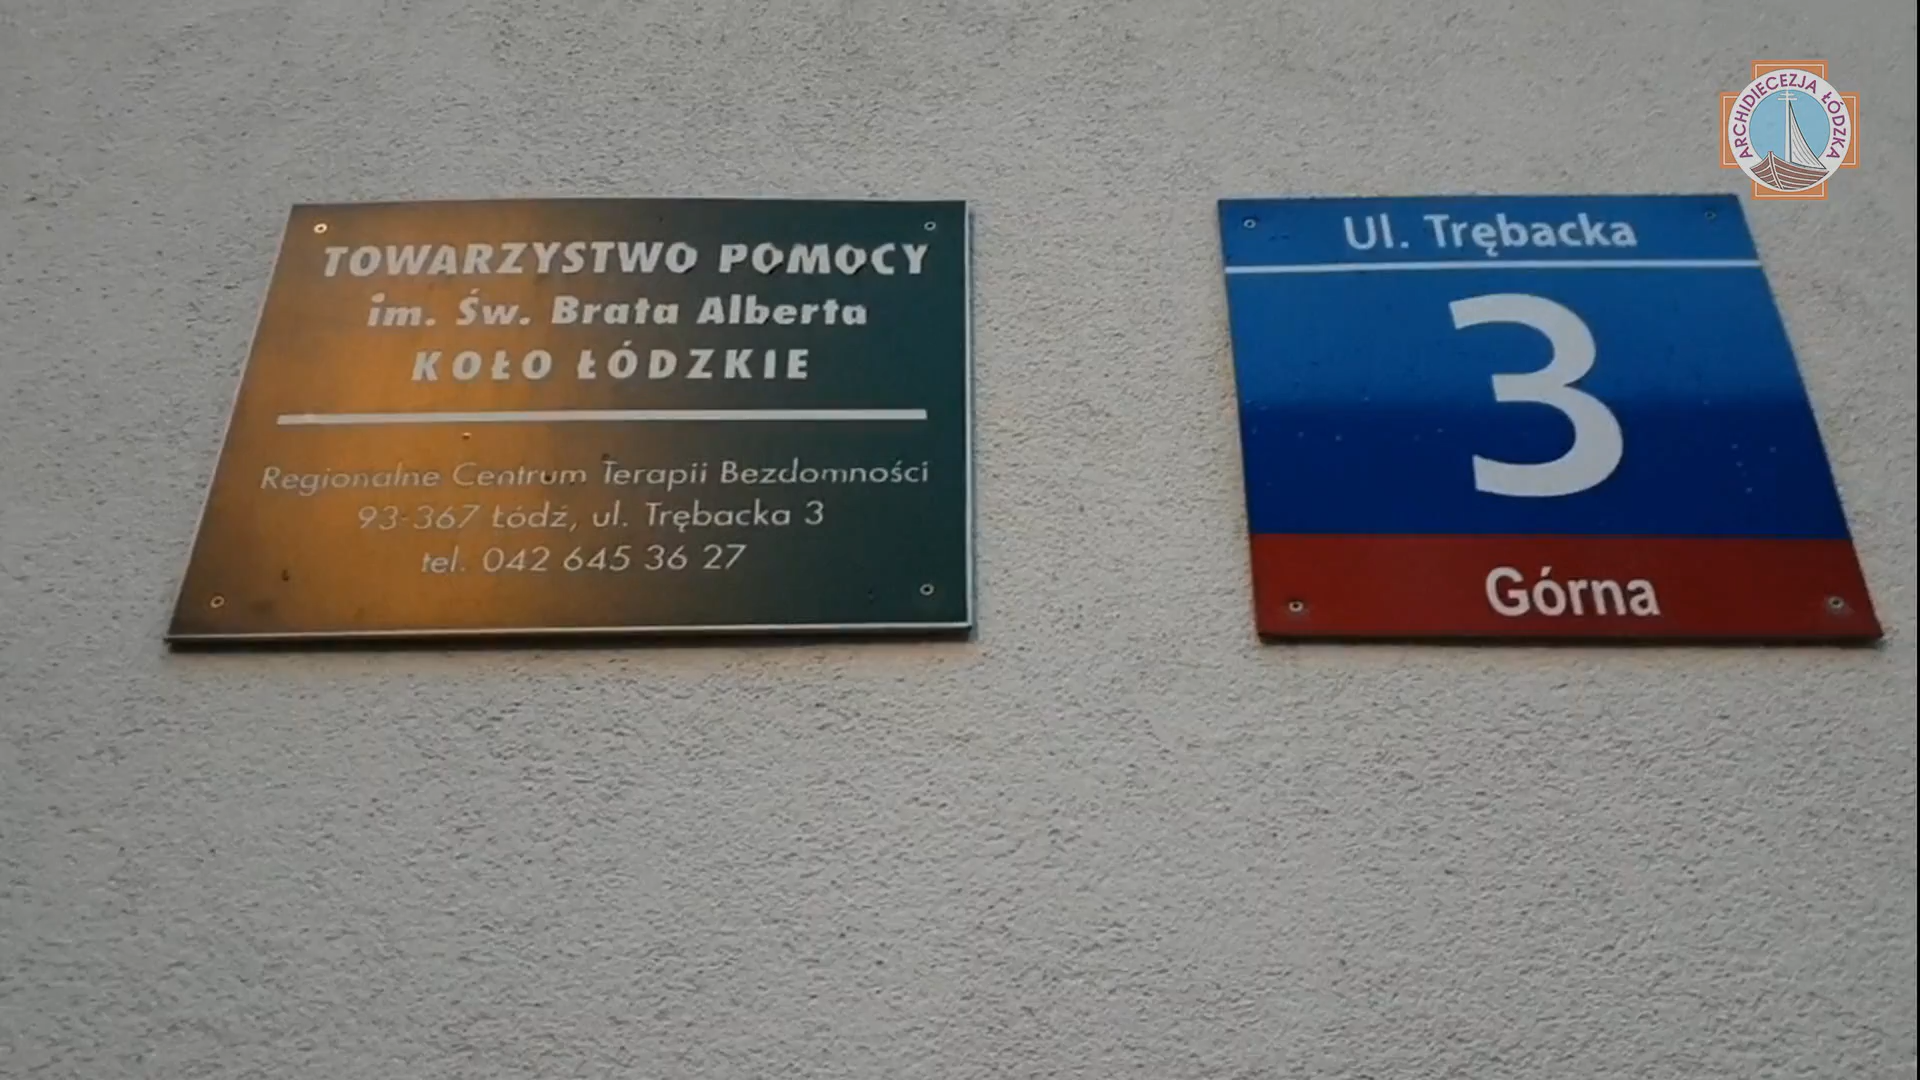 TOWARZYSTWO POMOCY
im. Św. Brata Alberta
KOŁO ŁÓDZKIE
Regionalne Centrum Terapii Bezdomności
93-367 Łódź, ul. Trębacka 3
tel. 042 645 36 27
Ul. Trębacka
3
Górna
ARCHIDIECEZJA ŁÓDZKA